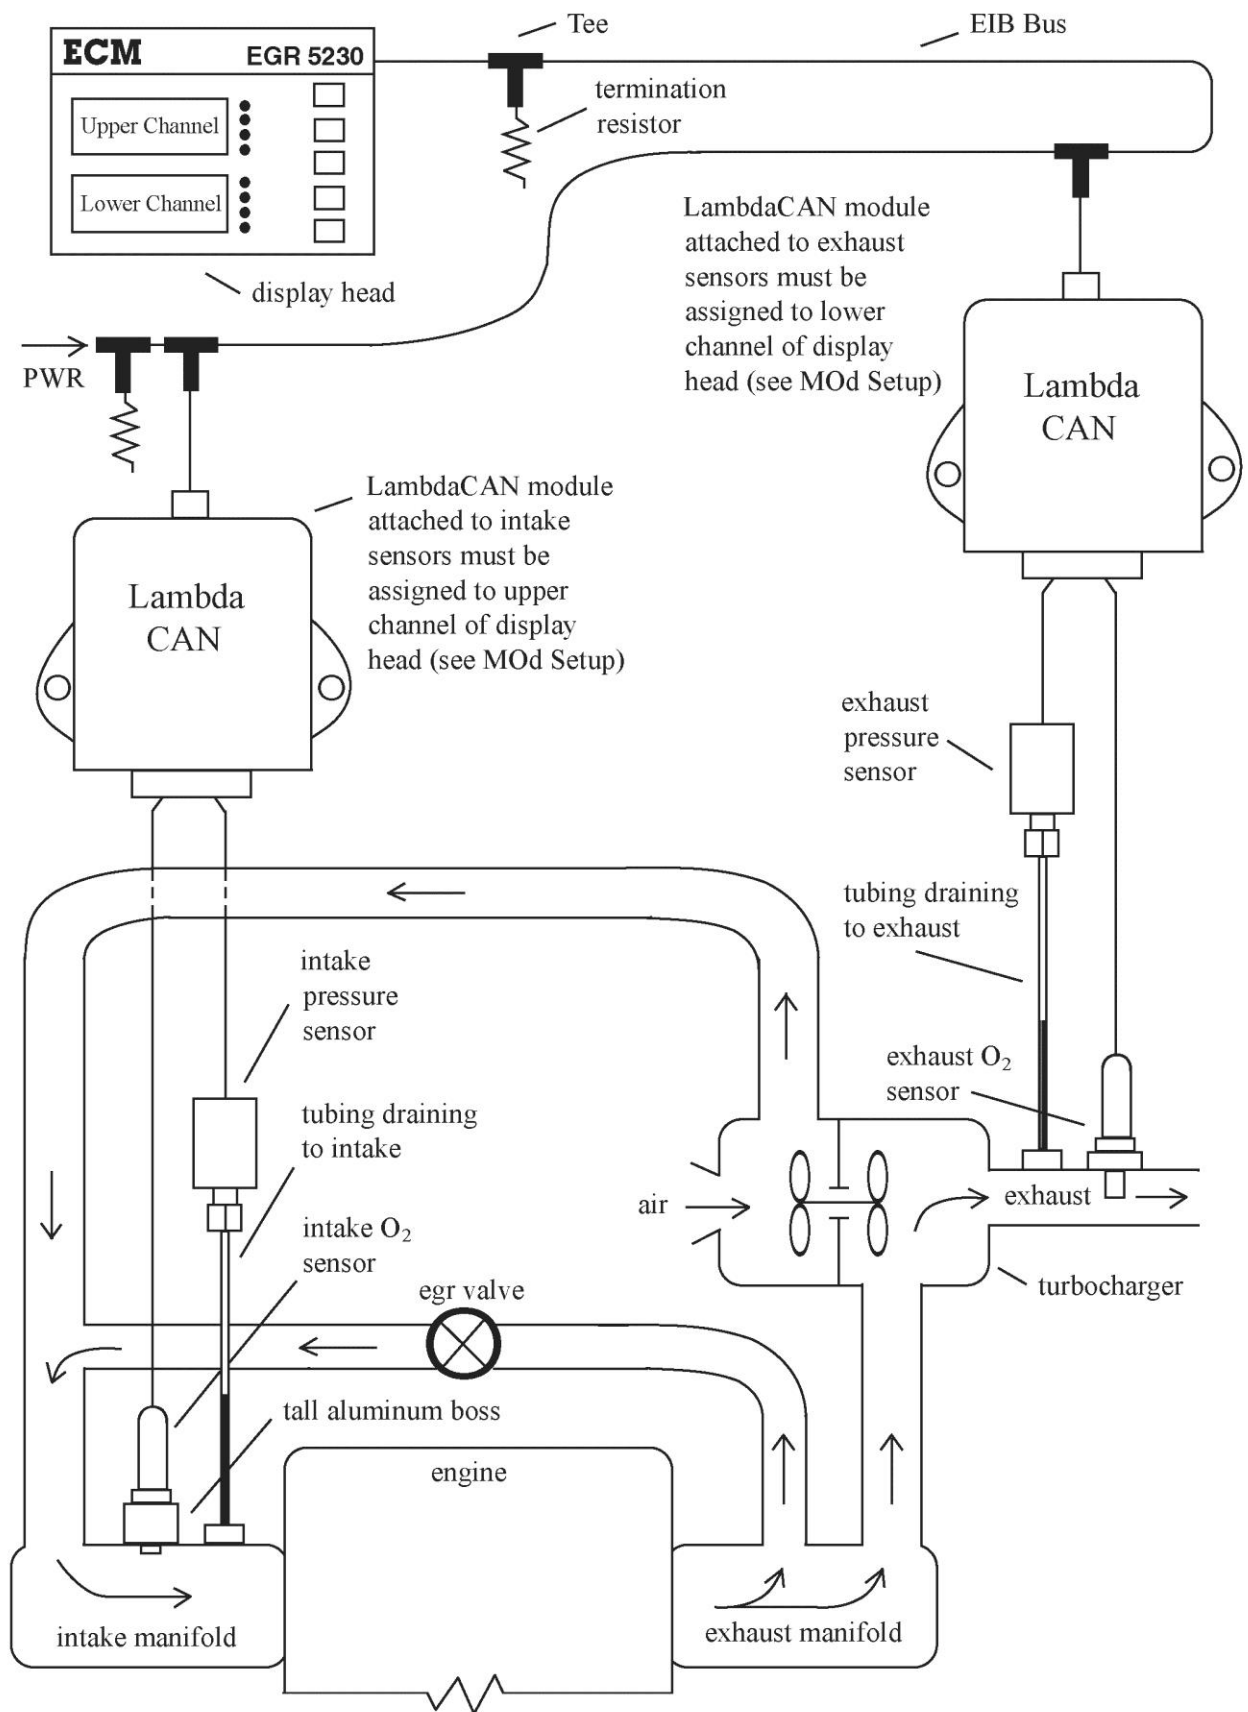 Tee
EIB Bus
ECM
EGR 5230
termination
resistor
Upper Channel
Lower Channel
display head
LambdaCAN module
attached to exhaust
sensors must be
assigned to lower
channel of display
head (see MOd Setup)
PWR
Lambda
CAN
LambdaCAN module
attached to intake
sensors must be
assigned to upper
channel of display
head (see MOd Setup)
Lambda
CAN
exhaust
pressure
sensor
tubing draining
to exhaust
intake
pressure
sensor
exhaust O₂
sensor
tubing draining
to intake
air
exhaust
intake O₂
sensor
turbocharger
egr valve
tall aluminum boss
engine
intake manifold
exhaust manifold